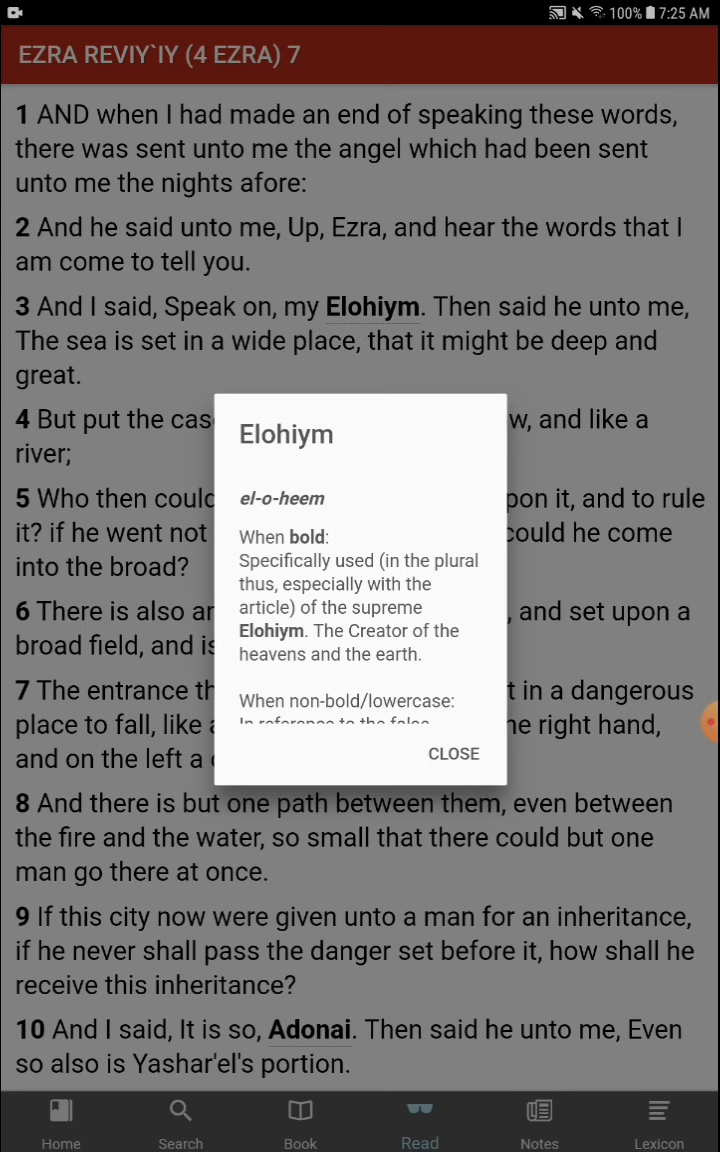 100% 7:25 AM
EZRA REVIY`IY (4 EZRA) 7
1 AND when I had made an end of speaking these words,
there was sent unto me the angel which had been sent
unto me the nights afore:
2 And he said unto me, Up, Ezra, and hear the words that I
am come to tell you.
3 And I said, Speak on, my Elohiym. Then said he unto me,
The sea is set in a wide place, that it might be deep and
great.
4 But put the cas w, and like a
river;
5 Who then could pon it, and to rule
it? if he went not could he come
into the broad?
6 There is also an , and set upon a
broad field, and is
7 The entrance th t in a dangerous
place to fall, like a he right hand,
and on the left a
8 And there is but one path between them, even between
the fire and the water, so small that there could but one
man go there at once.
9 If this city now were given unto a man for an inheritance,
if he never shall pass the danger set before it, how shall he
receive this inheritance?
10 And I said, It is so, Adonai. Then said he unto me, Even
so also is Yashar'el's portion.
Elohiym
el-o-heem
When bold:
Specifically used (in the plural
thus, especially with the
article) of the supreme
Elohiym. The Creator of the
heavens and the earth.
When non-bold/lowercase:
In reference to the false
CLOSE
Home Search Book Read Notes Lexicon